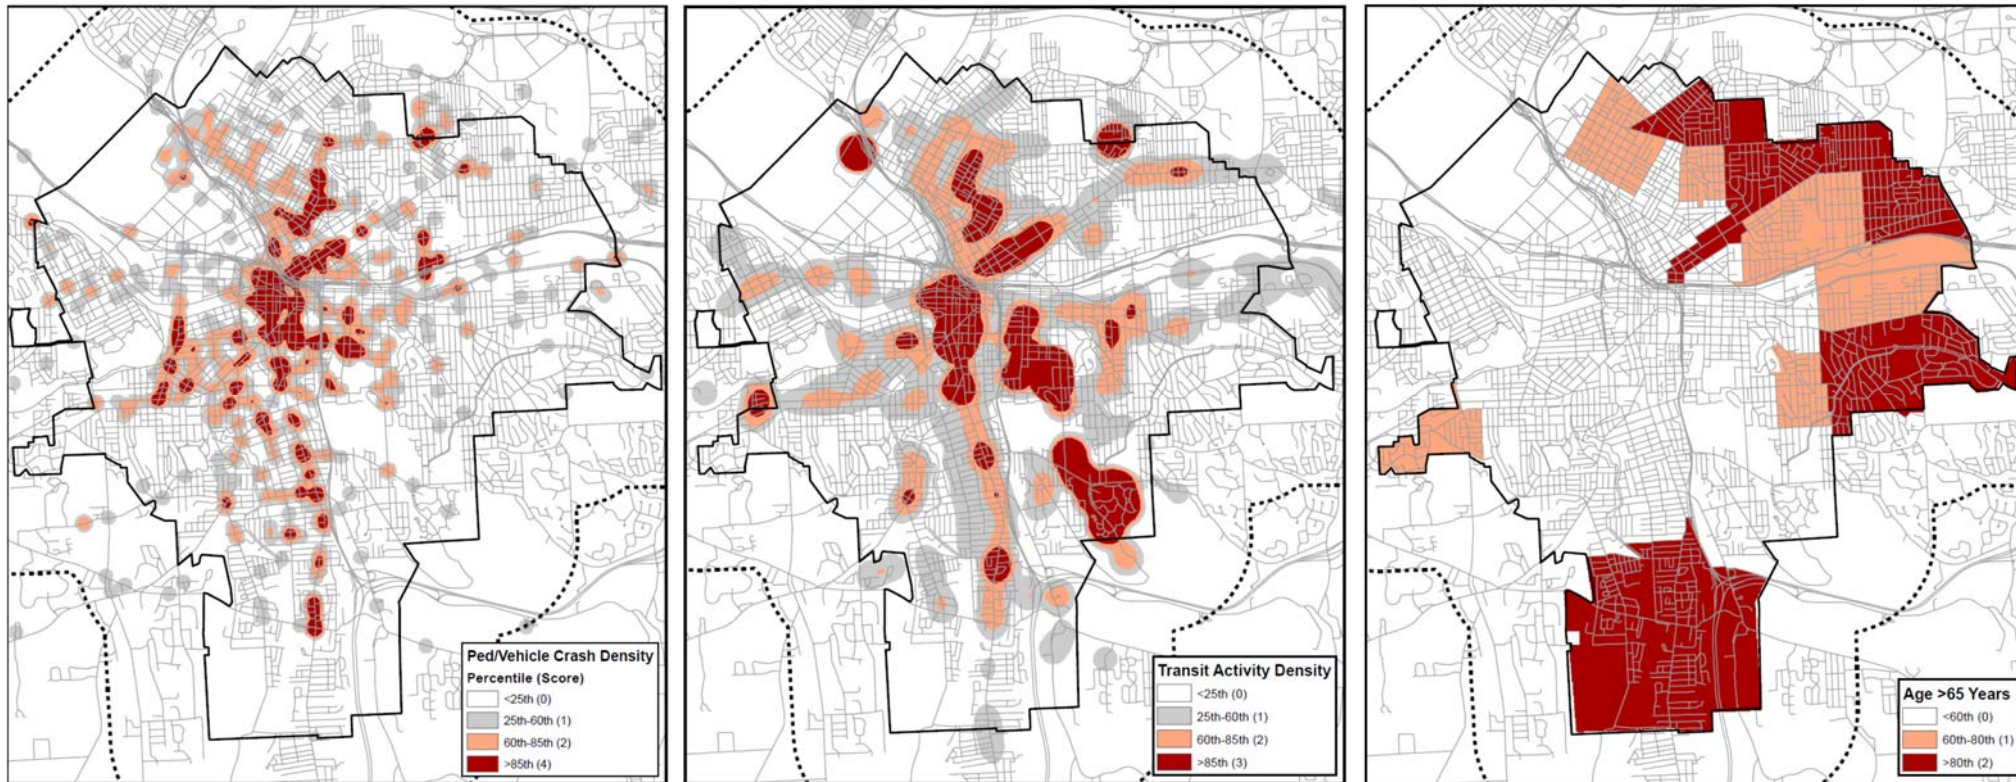 Ped/Vehicle Crash Density
Percentile (Score)
<25th (0)
25th-60th (1)
60th-85th (2)
>85th (4)
Transit Activity Density
<25th (0)
25th-60th (1)
60th-85th (2)
>85th (3)
Age >65 Years
<60th (0)
60th-80th (1)
>80th (2)